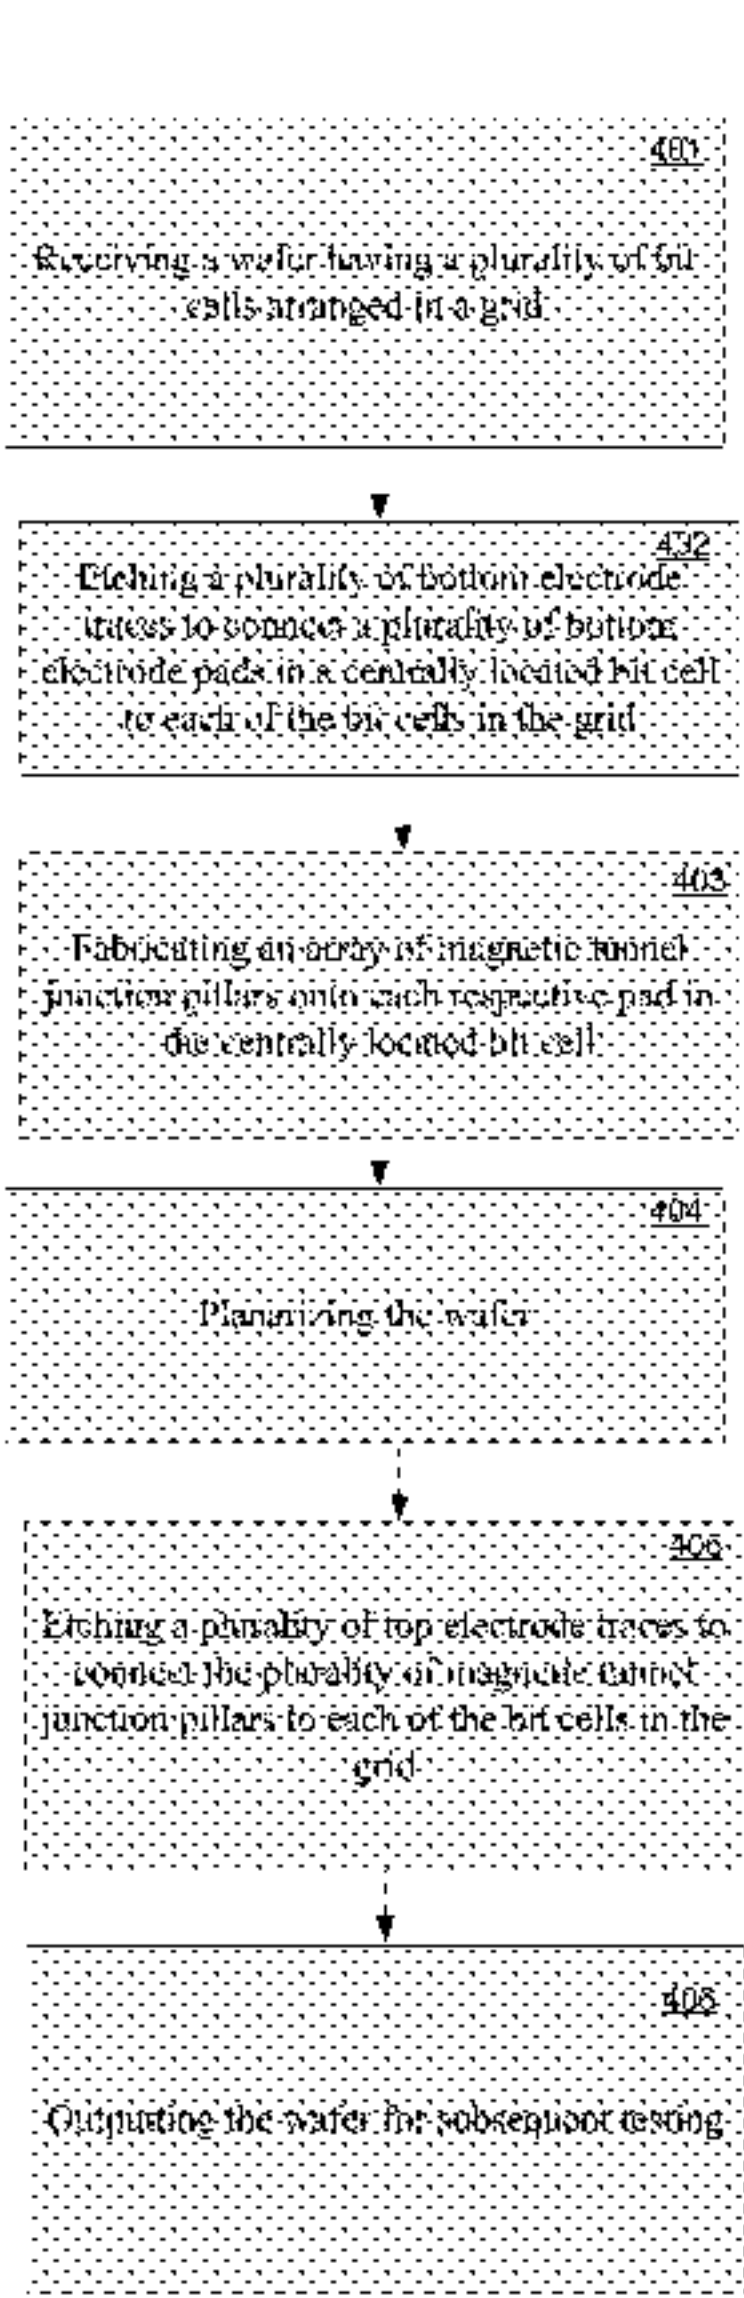 401
Receiving a wafer having a plurality of bit
cells arranged in a grid
402
Etching a plurality of bottom electrode
traces to connect a plurality of bottom
electrode pads in a centrally located bit cell
to each of the bit cells in the grid
403
Fabricating an array of magnetic tunnel
junction pillars onto each respective pad in
the centrally located bit cell
404
Planarizing the wafer
Etching a plurality of top electrode traces to
connect the plurality of magnetic tunnel
junction pillars to each of the bit cells in the
grid
Outputting the wafer for subsequent testing